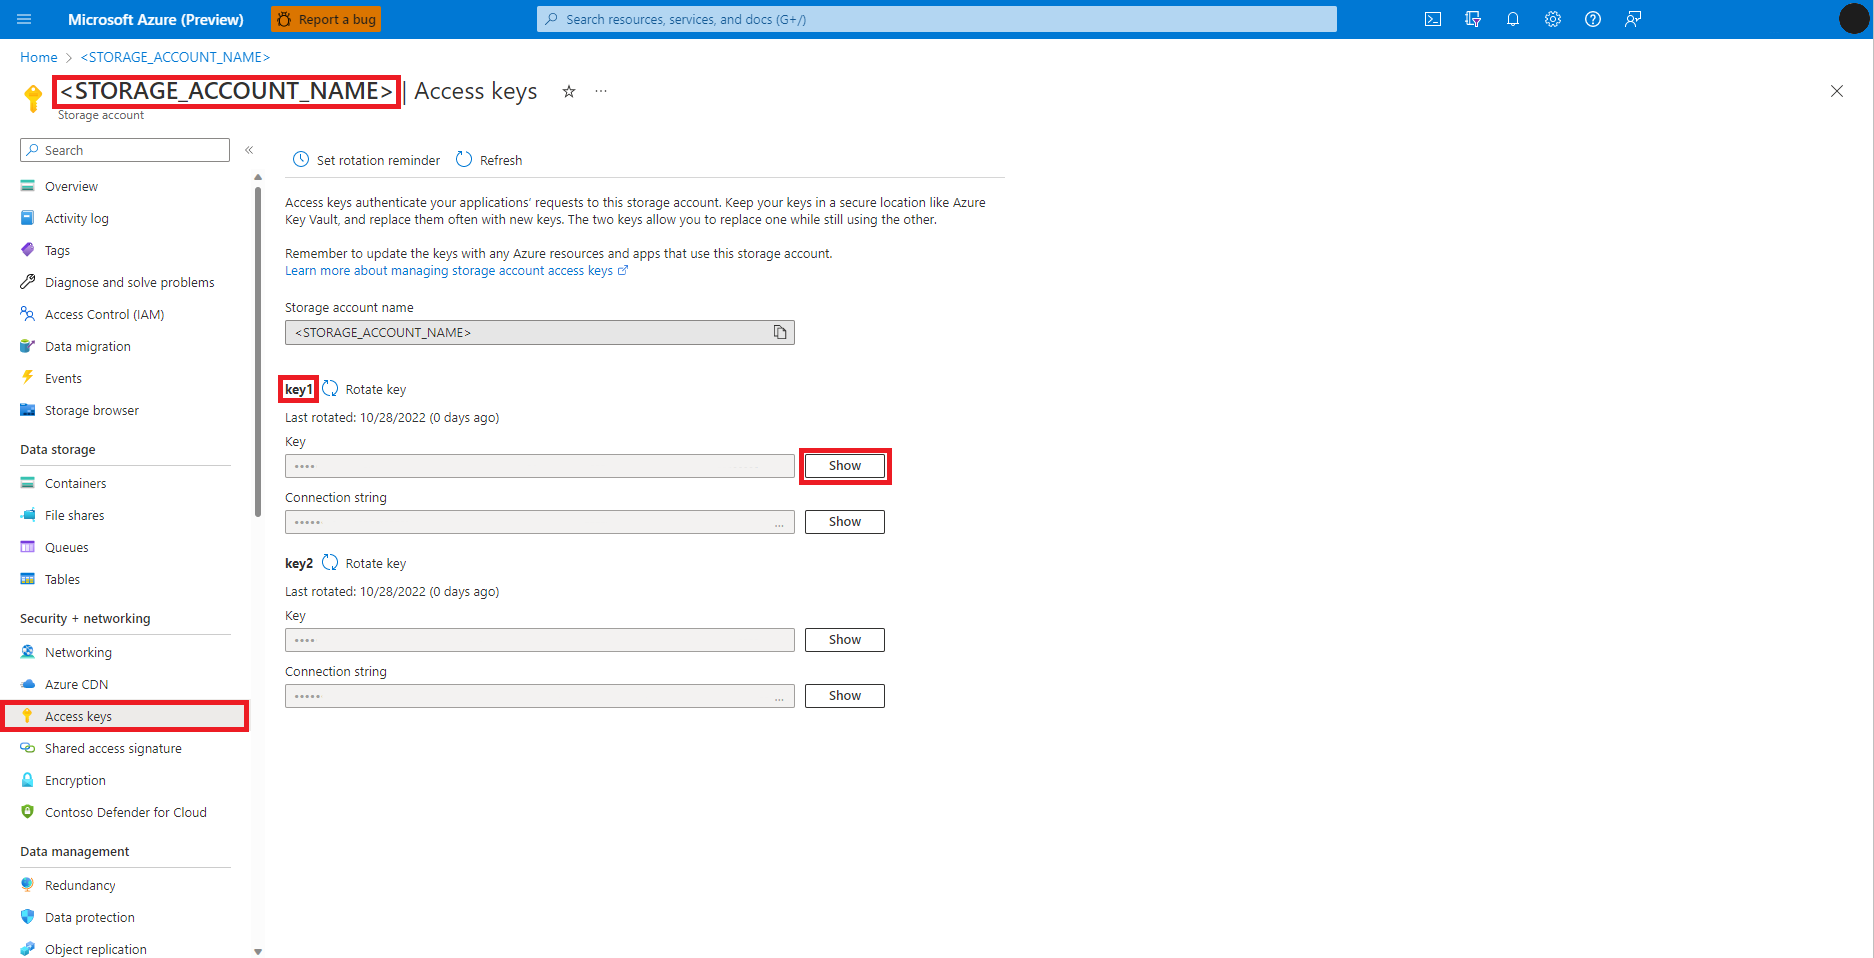 Microsoft Azure (Preview)
Report a bug
Search resources, services, and docs (G+/)
Home > <STORAGE_ACCOUNT_NAME>
<STORAGE_ACCOUNT_NAME> | Access keys ☆ ...
Storage account
Search
«
Overview
Activity log
Tags
Diagnose and solve problems
Access Control (IAM)
Data migration
Events
Storage browser
Data storage
Containers
File shares
Queues
Tables
Security + networking
Networking
Azure CDN
Access keys
Shared access signature
Encryption
Contoso Defender for Cloud
Data management
Redundancy
Data protection
Object replication
Set rotation reminder
Refresh
Access keys authenticate your applications' requests to this storage account. Keep your keys in a secure location like Azure
Key Vault, and replace them often with new keys. The two keys allow you to replace one while still using the other.
Remember to update the keys with any Azure resources and apps that use this storage account.
Learn more about managing storage account access keys
Storage account name
<STORAGE_ACCOUNT_NAME>
key1 Rotate key
Last rotated: 10/28/2022 (0 days ago)
Key
•••• Show
Connection string
••••• ... Show
key2 Rotate key
Last rotated: 10/28/2022 (0 days ago)
Key
•••• Show
Connection string
••••• ... Show